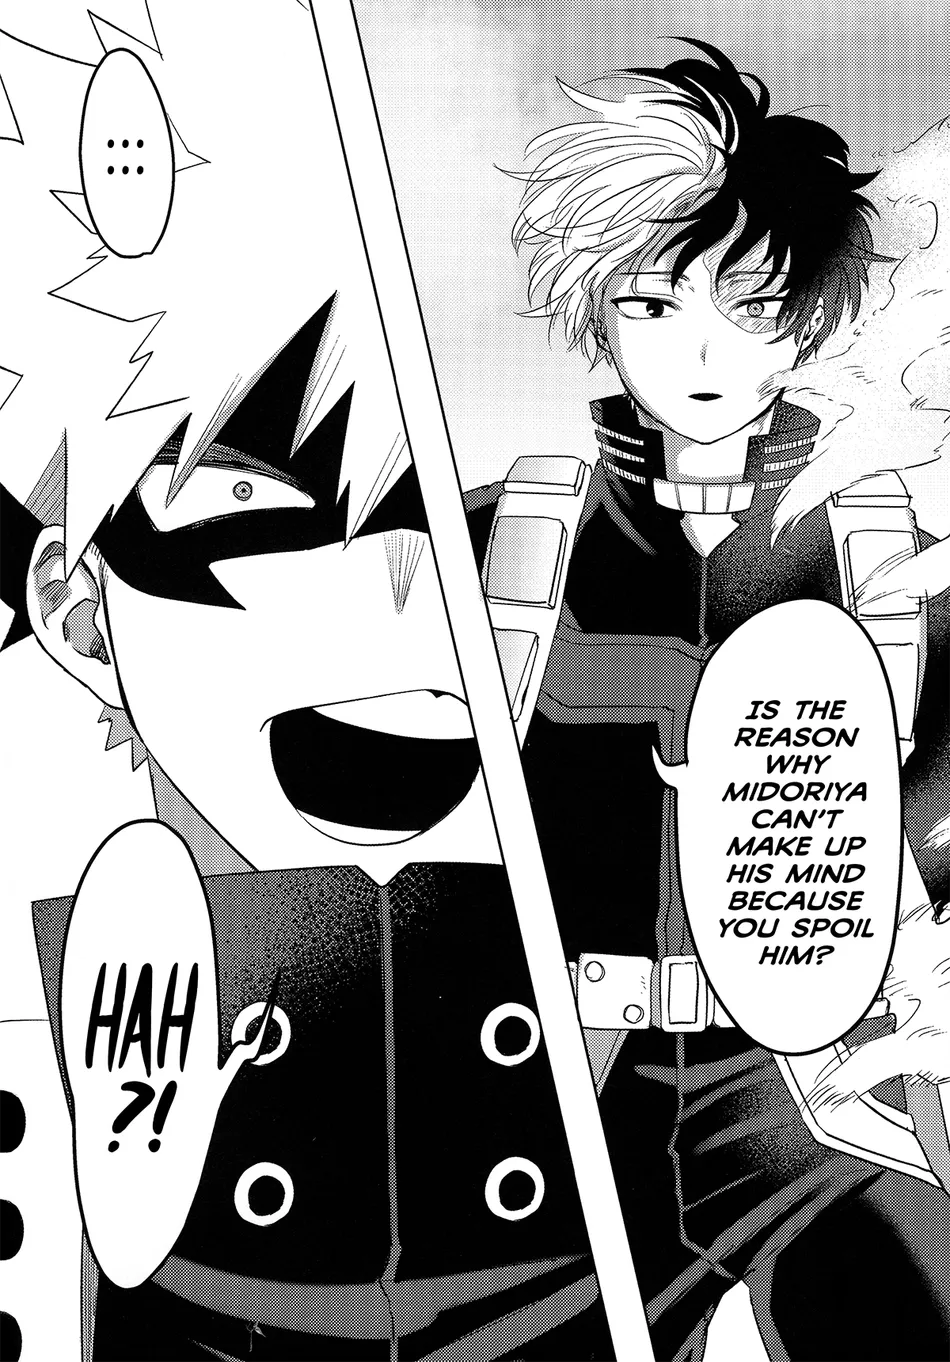 IS THE
REASON
WHY
MIDORIYA
CAN'T
MAKE UP
HIS MIND
BECAUSE
YOU SPOIL
HIM?
...
...
HAH
?!